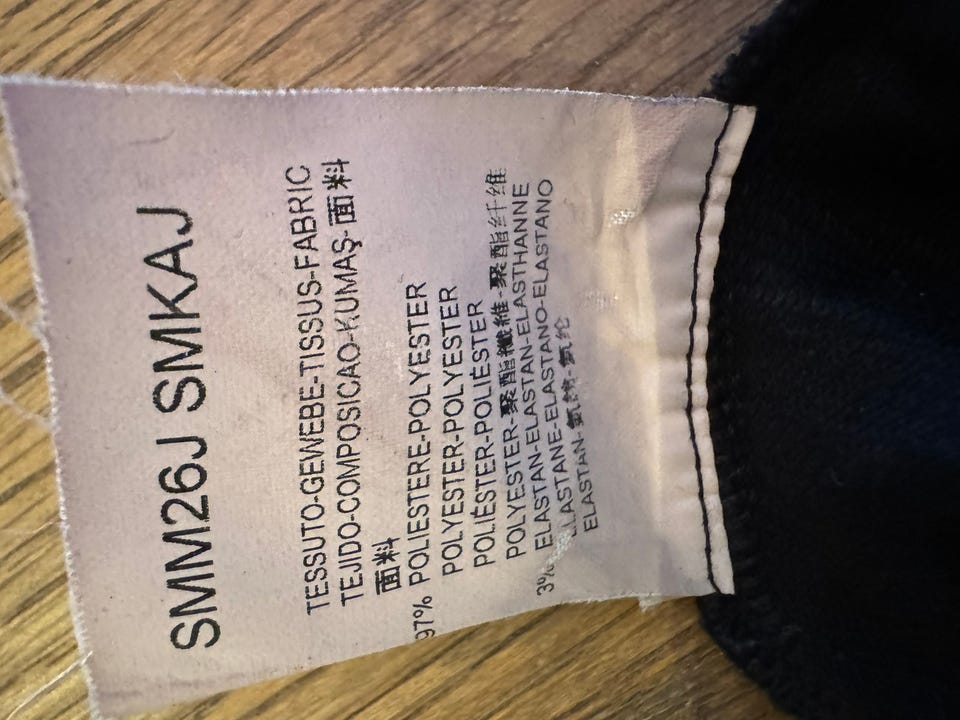 SMM26J SMKAJ
TESSUTO-GEWEBE-TISSUS-FABRIC
TEJIDO-COMPOSICAO-KUMAŞ-面料
面料
97% POLIESTERE-POLYESTER
POLYESTER-POLYESTER
POLIÉSTER-POLIÉSTER
POLYESTER-聚酯纖維-聚酯纤维
3% ELASTAN-ELASTAN-ELASTHANNE
ELASTANE-ELASTANO-ELASTANO
ELASTAN-氨綸-氨纶